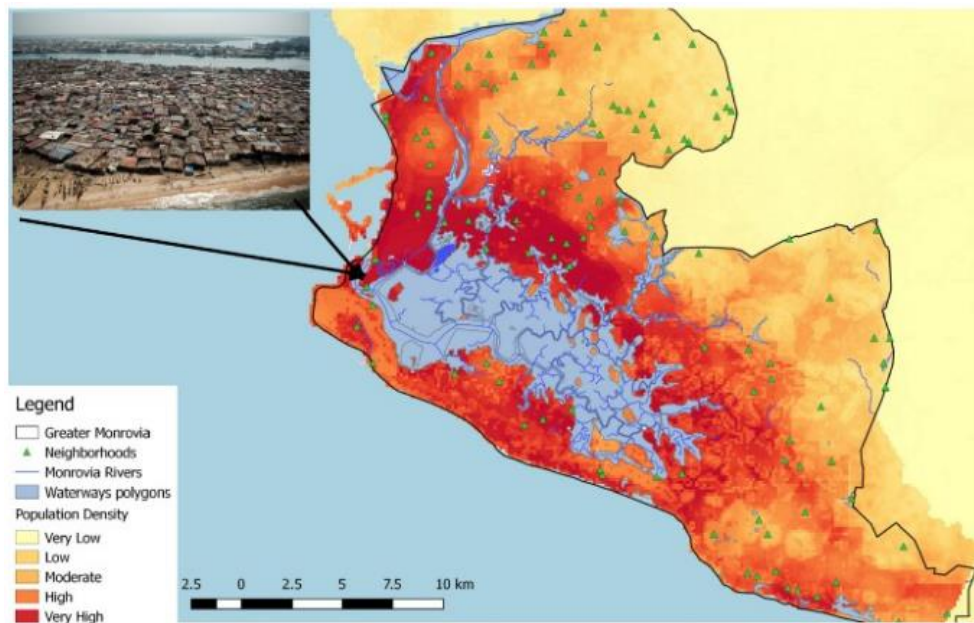 Legend
Greater Monrovia
Neighborhoods
Monrovia Rivers
Waterways polygons
Population Density
Very Low
Low
Moderate
High
Very High
2.5 0 2.5 5 7.5 10 km